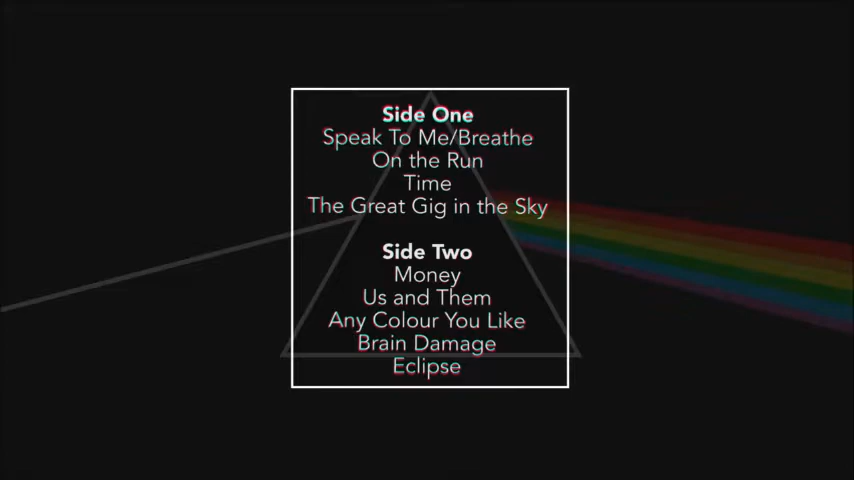 Side One
Speak To Me/Breathe
On the Run
Time
The Great Gig in the Sky
Side Two
Money
Us and Them
Any Colour You Like
Brain Damage
Eclipse